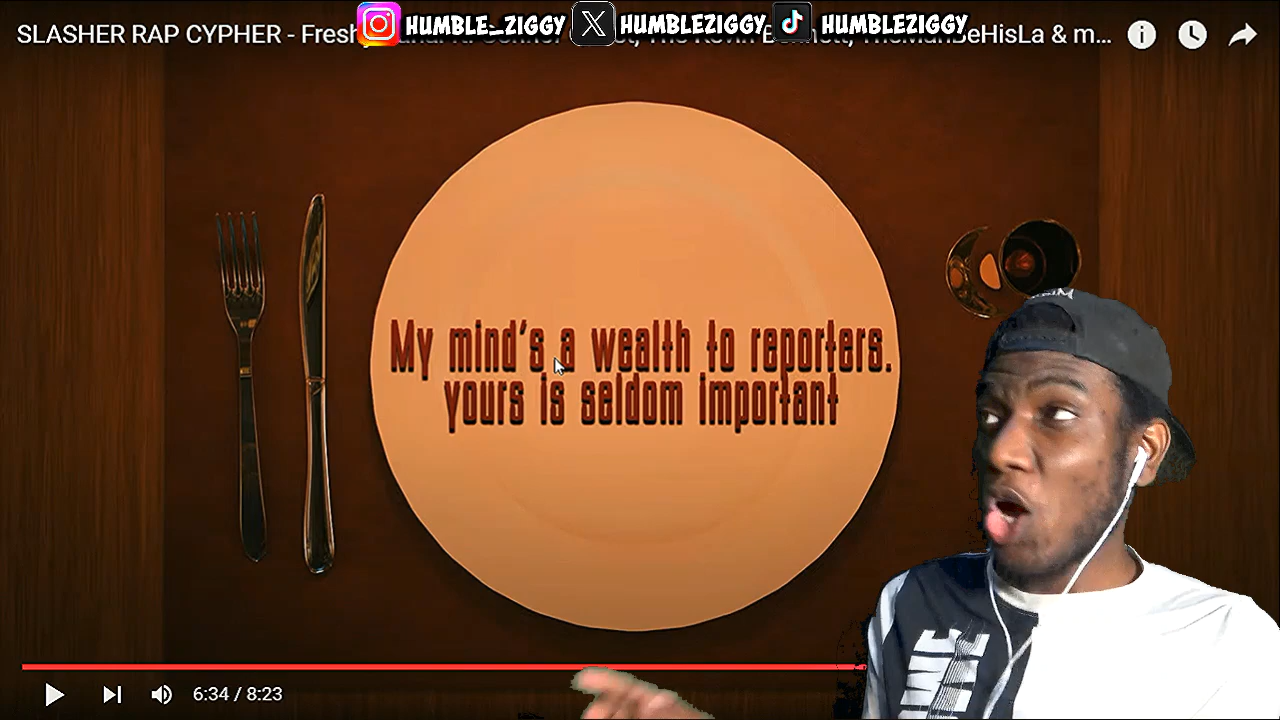 SLASHER RAP CYPHER - Fresh HUMBLE_ZIGGY HUMBLEZIGGY HUMBLEZIGGY BeHisLa & m...
My mind's a wealth to reporters.
yours is seldom important
6:34 / 8:23